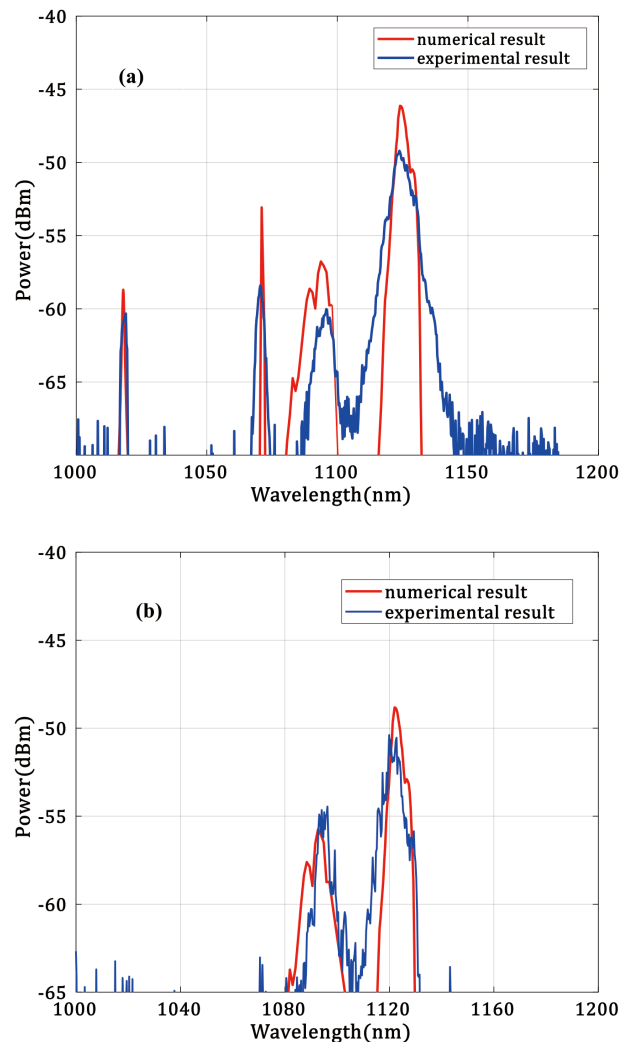 -40
numerical result
experimental result
(a)
-45
-50
-55
-60
-65
Power(dBm)
1000
1050
1100
1150
1200
Wavelength(nm)
-40
numerical result
experimental result
(b)
-45
-50
-55
-60
-65
Power(dBm)
1000
1040
1080
1120
1160
1200
Wavelength(nm)